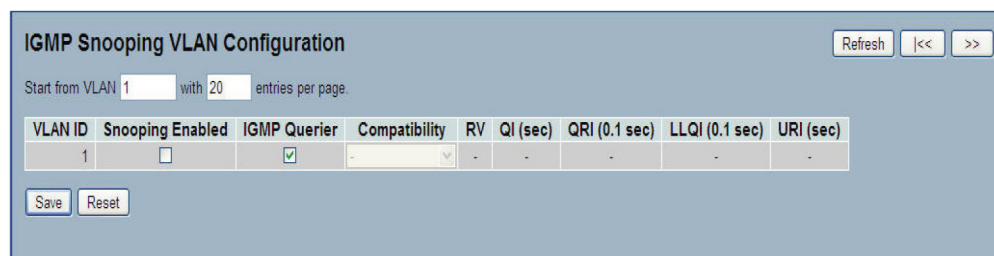 IGMP Snooping VLAN Configuration
Refresh |<< >>
Start from VLAN 1 with 20 entries per page.
VLAN ID Snooping Enabled IGMP Querier Compatibility RV QI (sec) QRI (0.1 sec) LLQI (0.1 sec) URI (sec)
1 - - - - - -
Save Reset